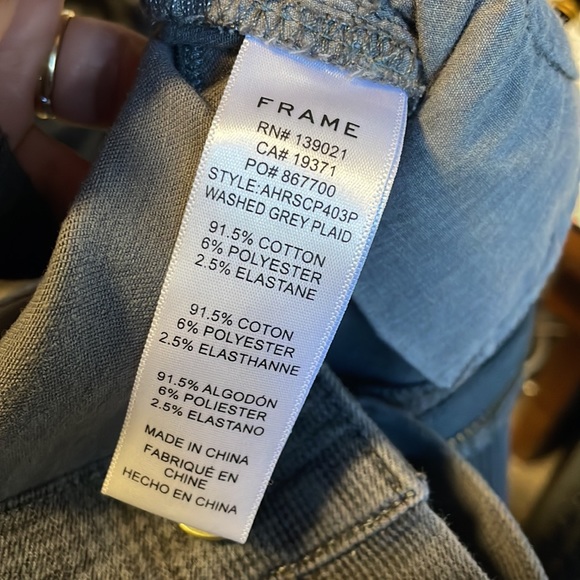 FRAME
RN# 139021
CA# 19371
PO# 867700
STYLE:AHRSCP403P
WASHED GREY PLAID
91.5% COTTON
6% POLYESTER
2.5% ELASTANE
91.5% COTON
6% POLYESTER
2.5% ELASTHANNE
91.5% ALGODÓN
6% POLIESTER
2.5% ELASTANO
MADE IN CHINA
FABRIQUÉ EN
CHINE
HECHO EN CHINA